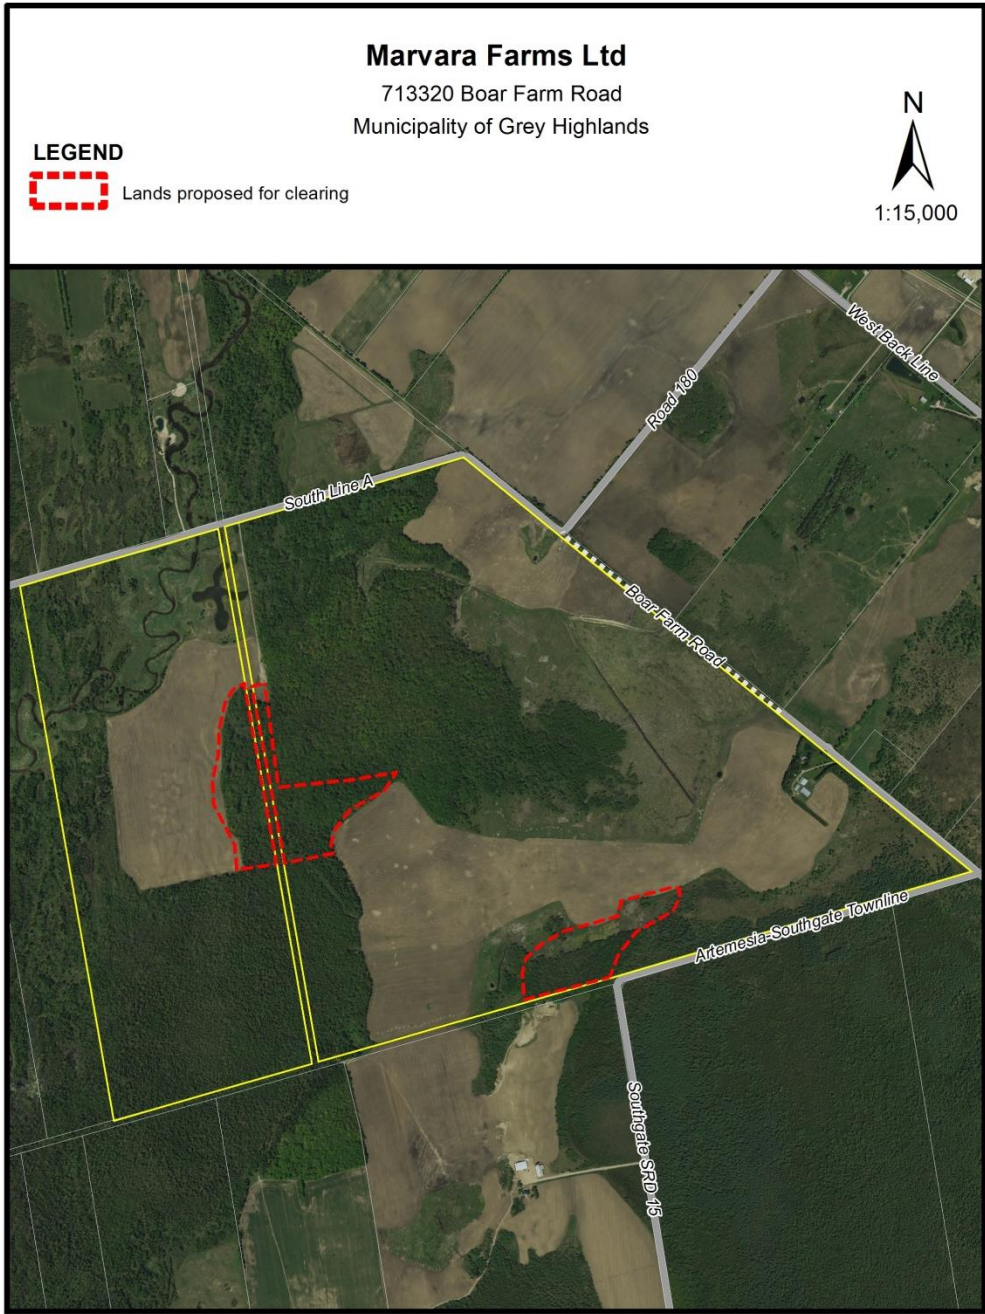 Marvara Farms Ltd
713320 Boar Farm Road
Municipality of Grey Highlands
N
1:15,000
LEGEND
Lands proposed for clearing
West Back Line
Road 180
South Line A
Boar Farm Road
Artemesia-Southgate Townline
Southgate SRD 15